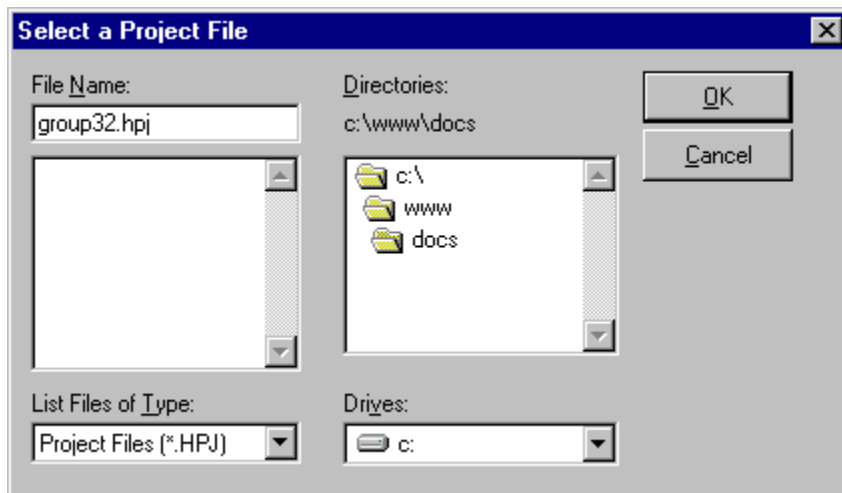 Select a Project File
File Name:
group32.hpj
Directories:
c:\www\docs
c:\
www
docs
OK
Cancel
List Files of Type:
Project Files (*.HPJ)
Drives:
c: